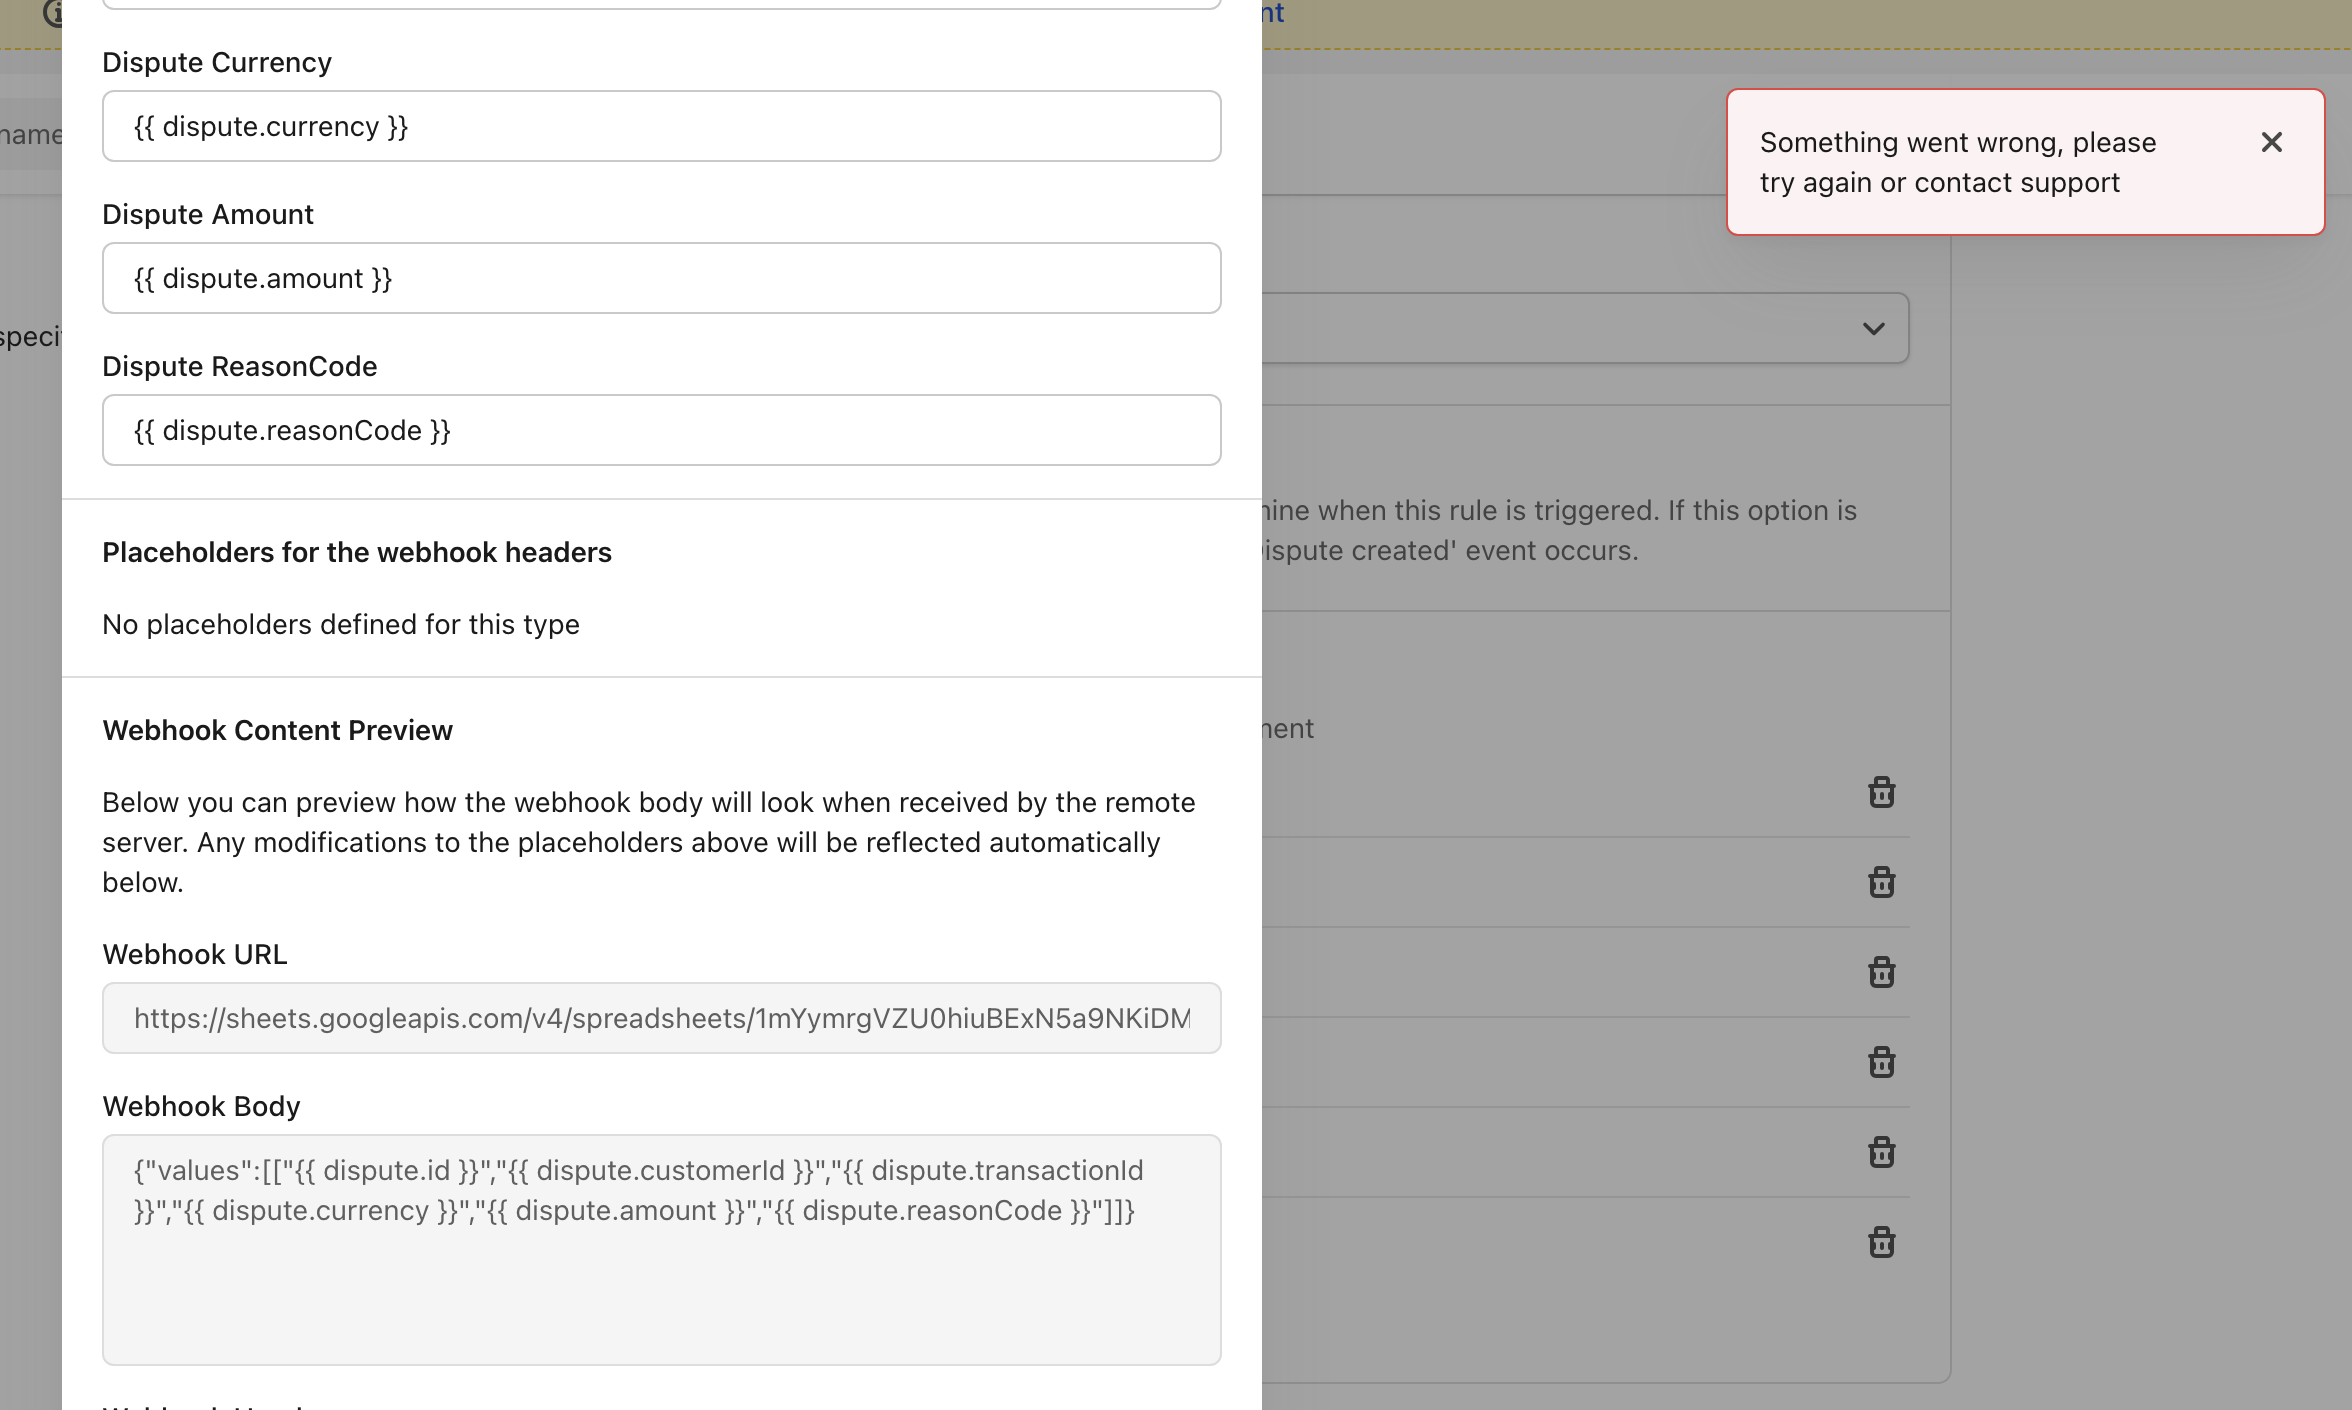 nt
name
Dispute Currency
{{ dispute.currency }}
Something went wrong, please
try again or contact support
Dispute Amount
{{ dispute.amount }}
speci
Dispute ReasonCode
{{ dispute.reasonCode }}
mine when this rule is triggered. If this option is
Dispute created' event occurs.
Placeholders for the webhook headers
No placeholders defined for this type
Webhook Content Preview
ment
Below you can preview how the webhook body will look when received by the remote
server. Any modifications to the placeholders above will be reflected automatically
below.
Webhook URL
https://sheets.googleapis.com/v4/spreadsheets/1mYymrgVZU0hiuBExN5a9NKiDM
Webhook Body
{"values":[["{{ dispute.id }}","{{ dispute.customerId }}","{{ dispute.transactionId
}}","{{ dispute.currency }}","{{ dispute.amount }}","{{ dispute.reasonCode }}"]]}